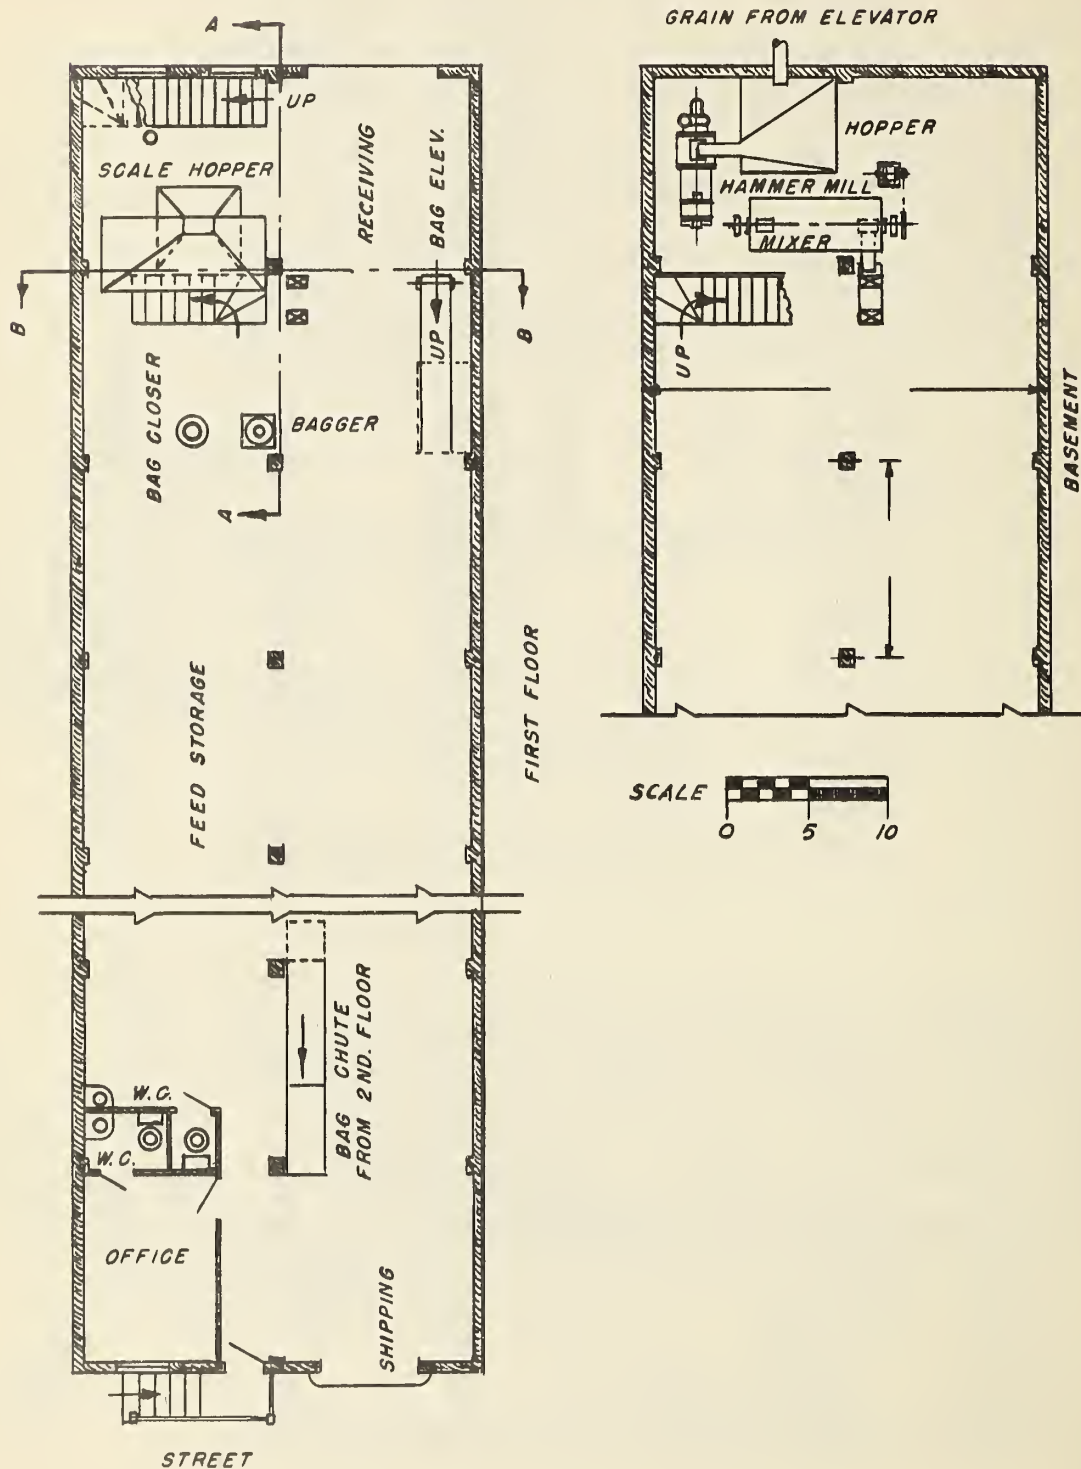 A
UP
SCALE HOPPER
RECEIVING
BAG ELEV.
B
B
UP
BAG CLOSER
BAGGER
A
FEED STORAGE
FIRST FLOOR
BAG CHUTE
FROM 2ND. FLOOR
W.C.
W.C.
OFFICE
SHIPPING
STREET
GRAIN FROM ELEVATOR
HOPPER
HAMMER MILL
MIXER
UP
BASEMENT
SCALE
0 5 10